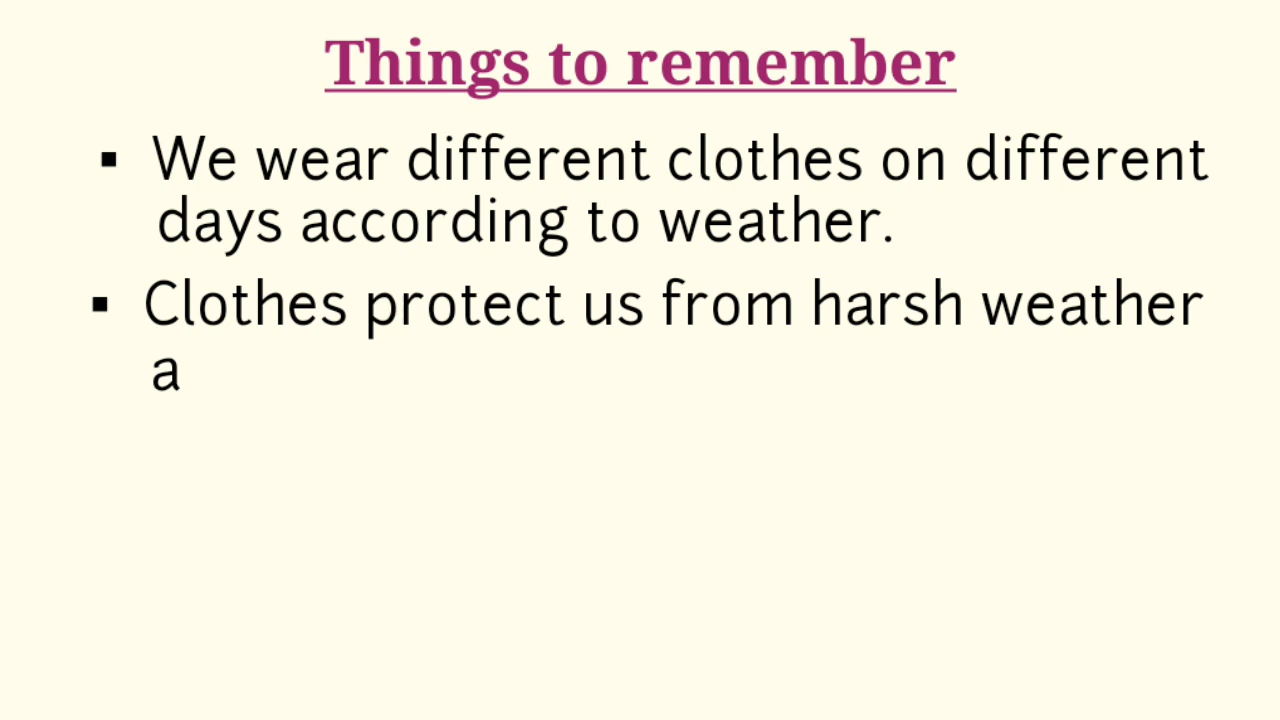 Things to remember
▪ We wear different clothes on different
days according to weather.
▪ Clothes protect us from harsh weather
a